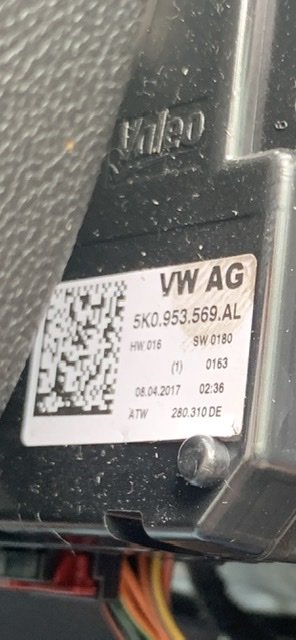 Valeo
VW AG
5K0.953.569.AL
HW 016 SW 0180
(1) 0163
08.04.2017 02:36
ATW 280.310 DE